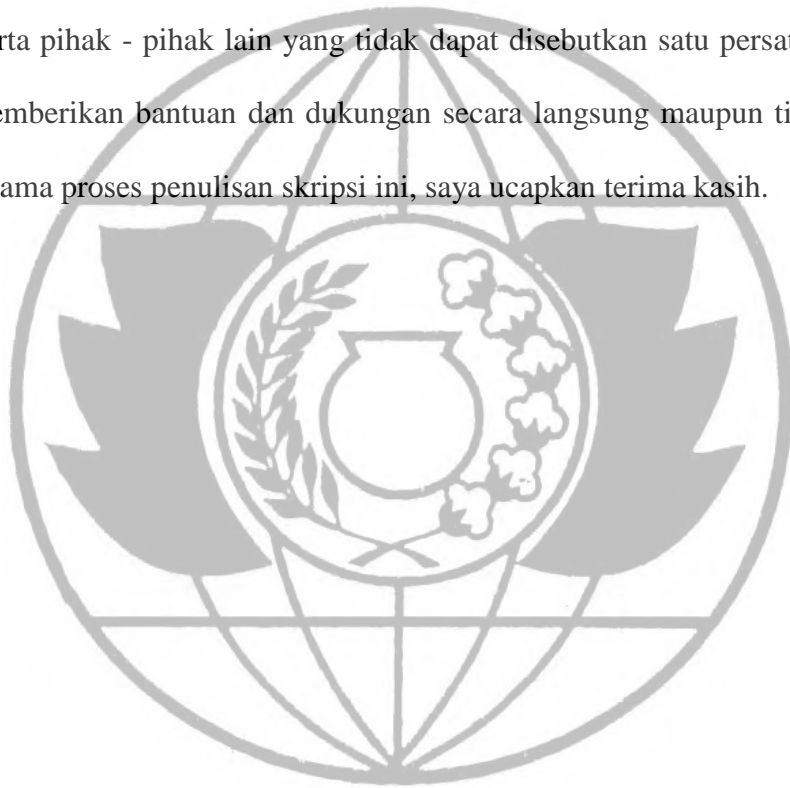 rta pihak - pihak lain yang tidak dapat disebutkan satu persat
emberikan bantuan dan dukungan secara langsung maupun ti
ama proses penulisan skripsi ini, saya ucapkan terima kasih.